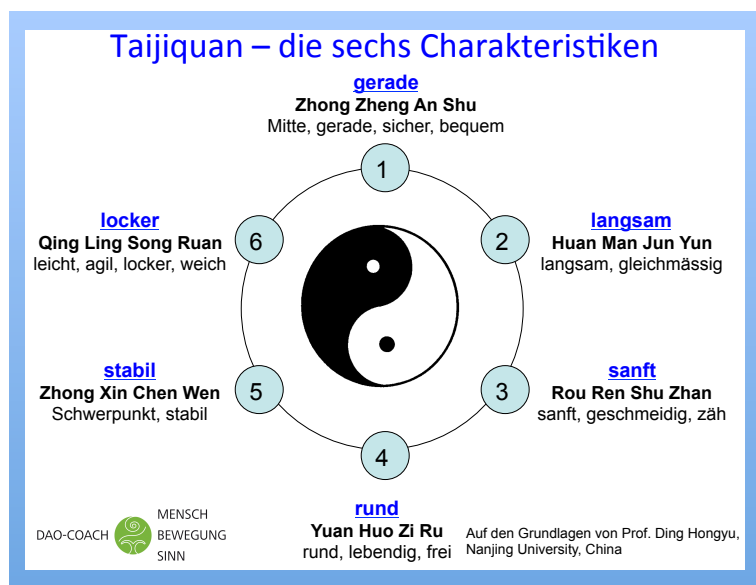 Taijiquan – die sechs Charakteristiken
gerade
Zhong Zheng An Shu
Mitte, gerade, sicher, bequem
1
langsam
Huan Man Jun Yun
langsam, gleichmässig
2
sanft
Rou Ren Shu Zhan
sanft, geschmeidig, zäh
3
4
rund
Yuan Huo Zi Ru
rund, lebendig, frei
stabil
Zhong Xin Chen Wen
Schwerpunkt, stabil
5
locker
Qing Ling Song Ruan
leicht, agil, locker, weich
6
DAO-COACH
MENSCH
BEWEGUNG
SINN
Auf den Grundlagen von Prof. Ding Hongyu,
Nanjing University, China